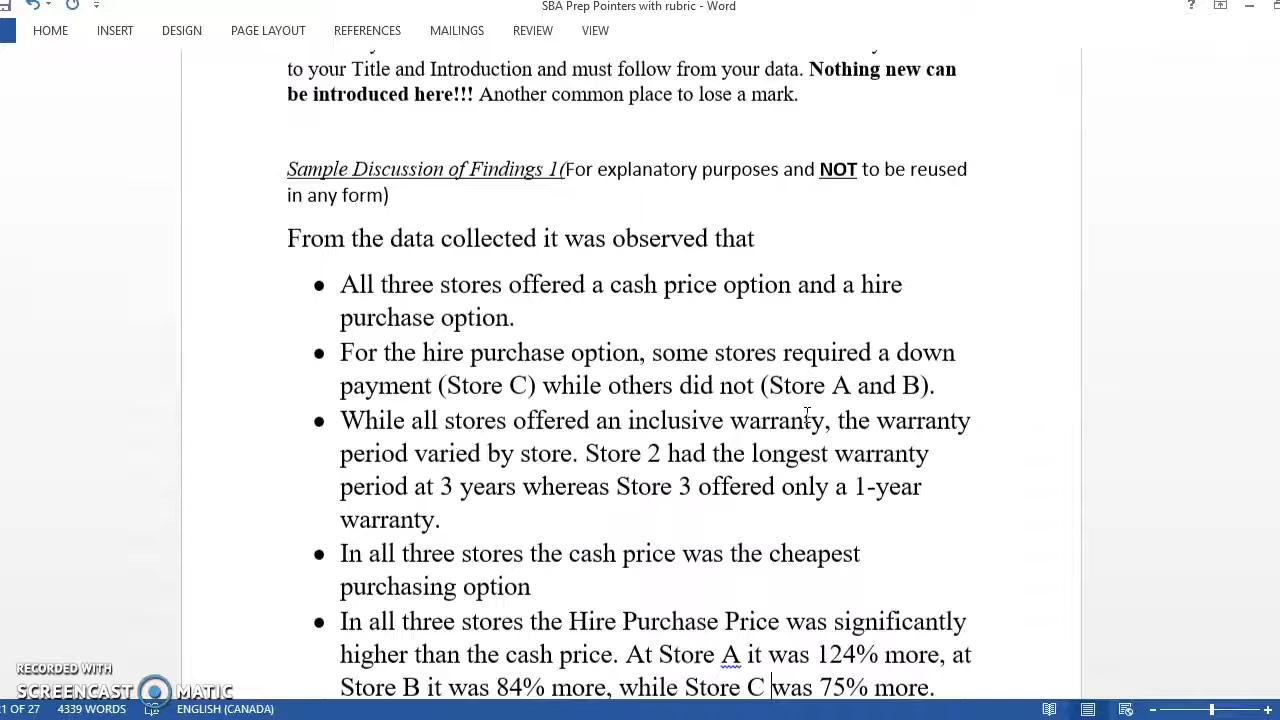 SBA Prep Pointers with rubric - Word
HOME INSERT DESIGN PAGE LAYOUT REFERENCES MAILINGS REVIEW VIEW
to your Title and Introduction and must follow from your data. Nothing new can
be introduced here!!! Another common place to lose a mark.
Sample Discussion of Findings 1(For explanatory purposes and NOT to be reused
in any form)
From the data collected it was observed that
● All three stores offered a cash price option and a hire
purchase option.
● For the hire purchase option, some stores required a down
payment (Store C) while others did not (Store A and B).
● While all stores offered an inclusive warranty, the warranty
period varied by store. Store 2 had the longest warranty
period at 3 years whereas Store 3 offered only a 1-year
warranty.
● In all three stores the cash price was the cheapest
purchasing option
● In all three stores the Hire Purchase Price was significantly
higher than the cash price. At Store A it was 124% more, at
Store B it was 84% more, while Store C was 75% more.
RECORDED WITH
SCREENCAST MATIC
1 OF 27 4339 WORDS ENGLISH (CANADA)